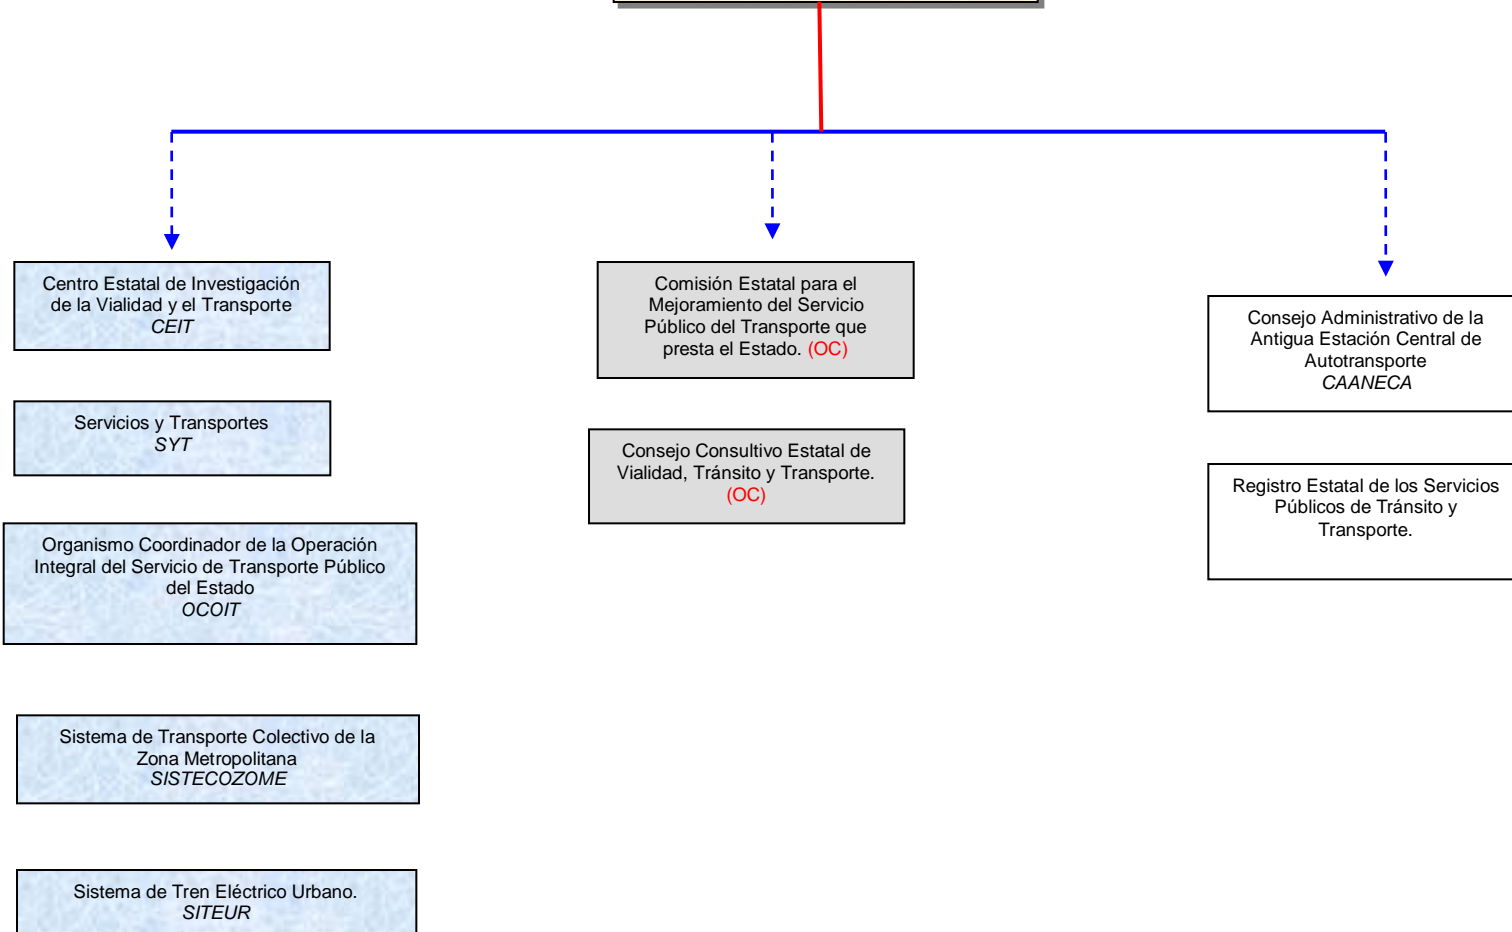 Centro Estatal de Investigación
de la Vialidad y el Transporte
CEIT
Servicios y Transportes
SYT
Organismo Coordinador de la Operación
Integral del Servicio de Transporte Público
del Estado
OCOIT
Sistema de Transporte Colectivo de la
Zona Metropolitana
SISTECOZOME
Sistema de Tren Eléctrico Urbano.
SITEUR
Comisión Estatal para el
Mejoramiento del Servicio
Público del Transporte que
presta el Estado. (OC)
Consejo Consultivo Estatal de
Vialidad, Tránsito y Transporte.
(OC)
Consejo Administrativo de la
Antigua Estación Central de
Autotransporte
CAANECA
Registro Estatal de los Servicios
Públicos de Tránsito y
Transporte.